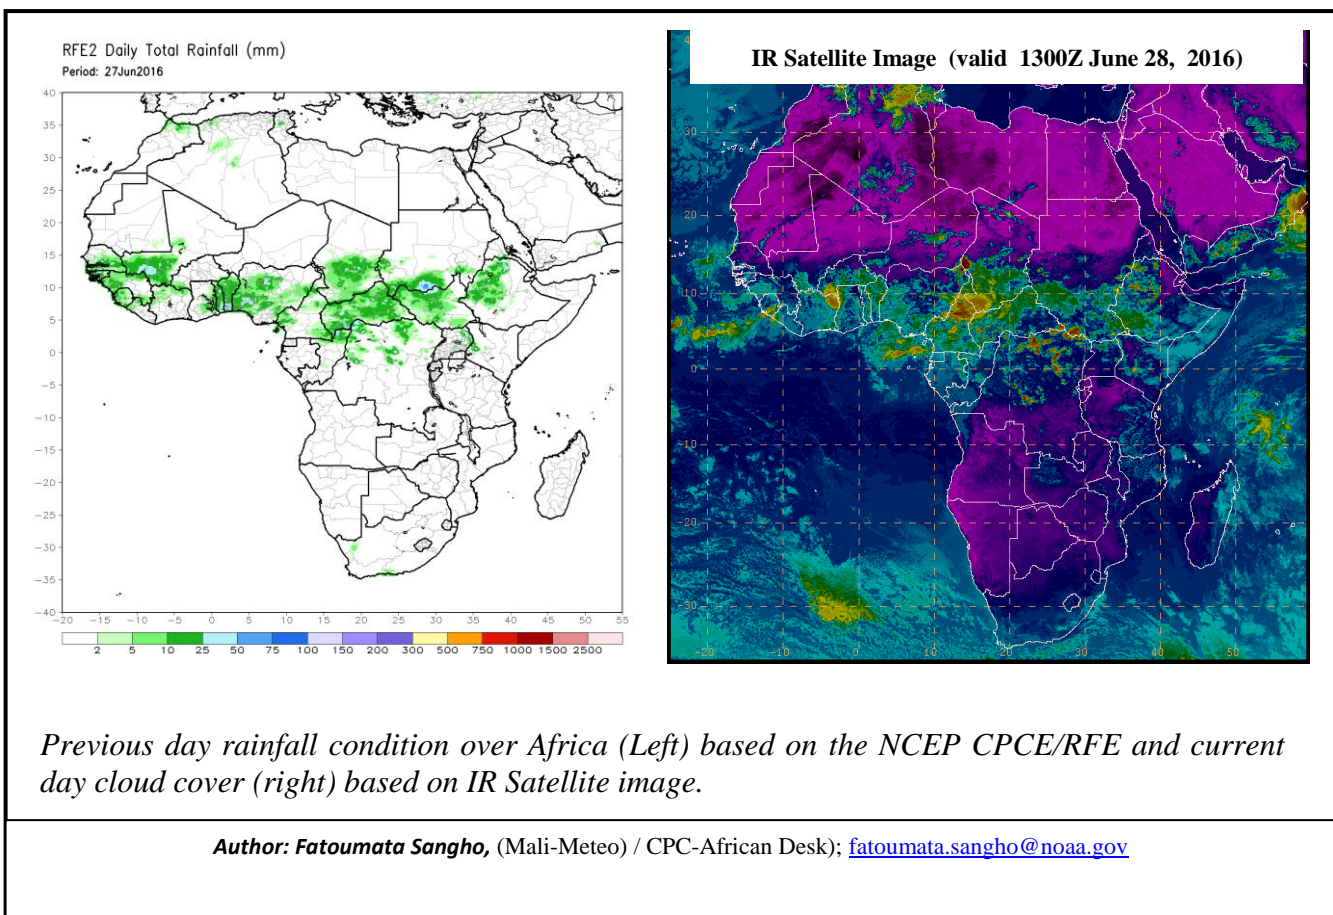 RFE2 Daily Total Rainfall (mm)
Period: 27Jun2016
40
35
30
25
20
15
10
5
0
−5
−10
−15
−20
−25
−30
−35
−40
−20 −15 −10 −5 0 5 10 15 20 25 30 35 40 45 50 55
2 5 10 25 50 75 100 150 200 300 500 750 1000 1500 2500
IR Satellite Image (valid 1300Z June 28, 2016)
30
20
10
0
-10
-20
-30
-20 -10 0 10 20 30 40 50
Previous day rainfall condition over Africa (Left) based on the NCEP CPCE/RFE and current
day cloud cover (right) based on IR Satellite image.
Author: Fatoumata Sangho, (Mali-Meteo) / CPC-African Desk); fatoumata.sangho@noaa.gov